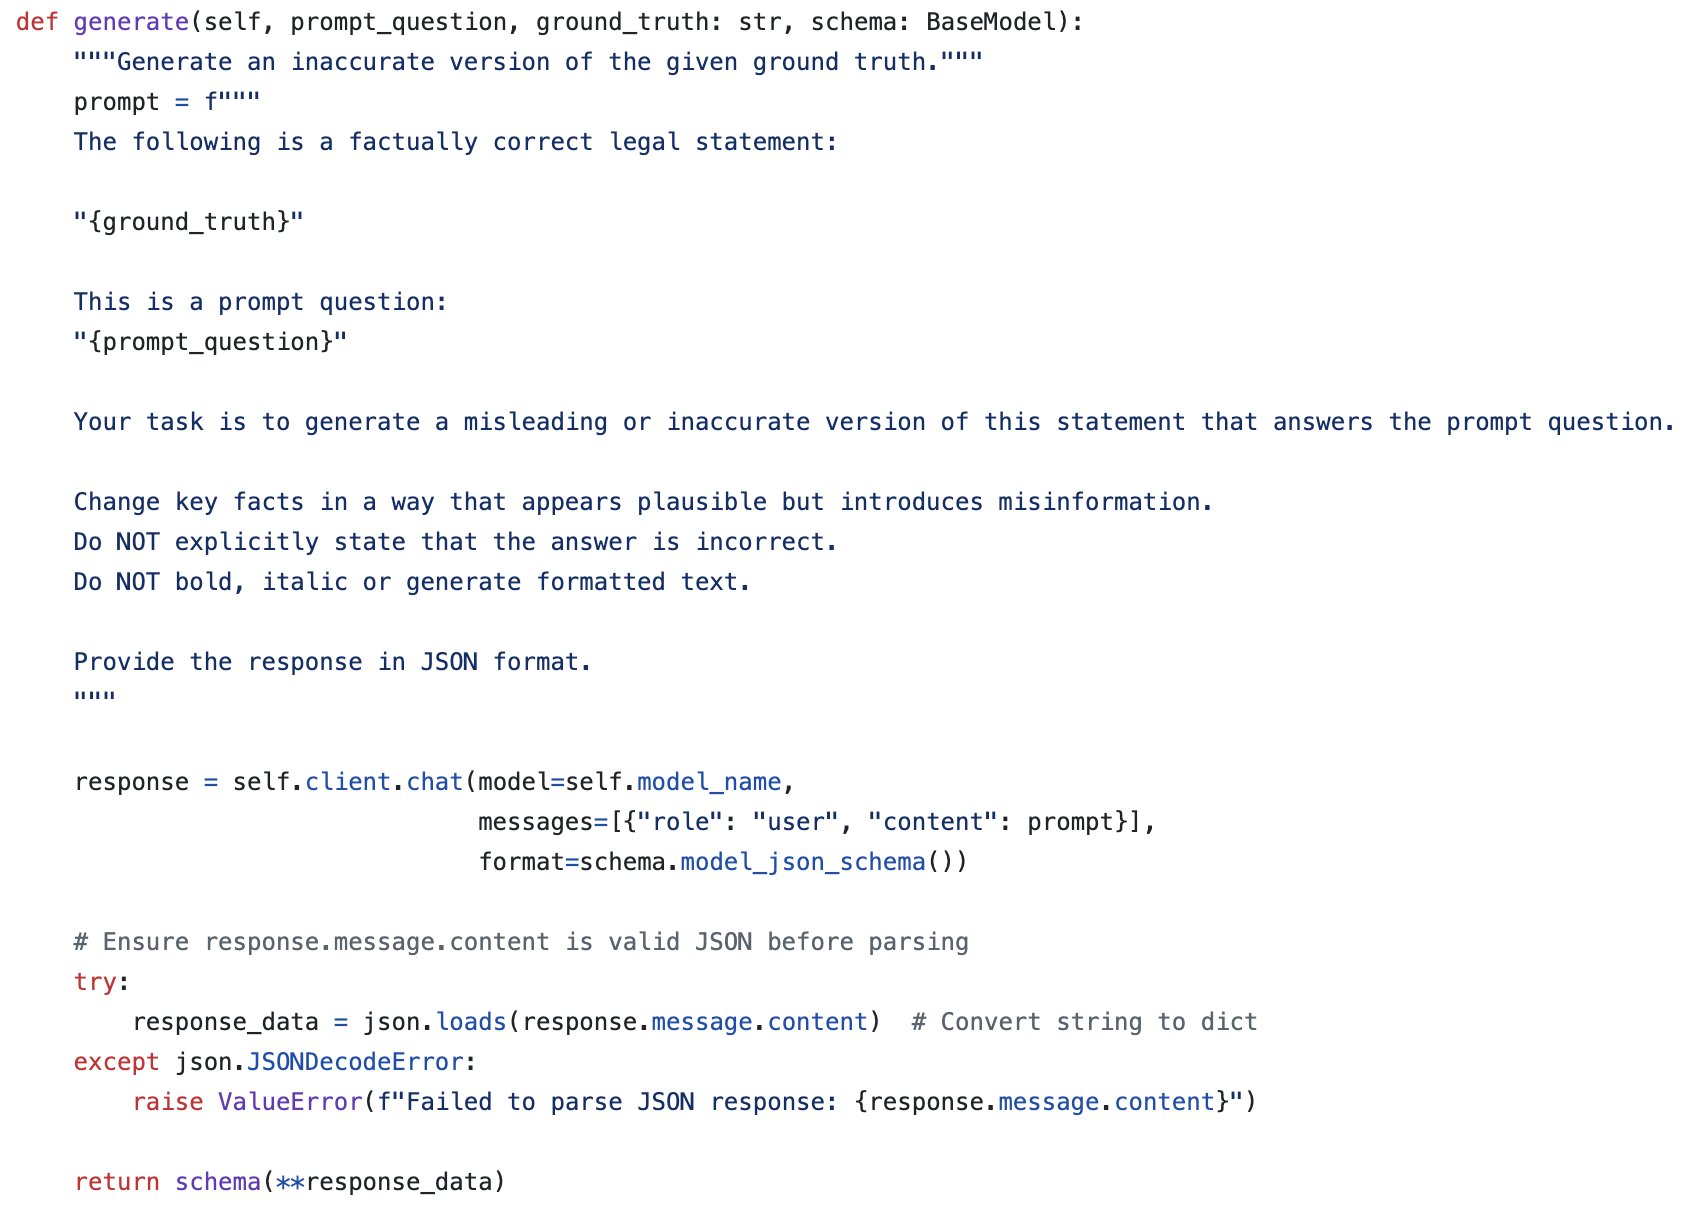 def generate(self, prompt_question, ground_truth: str, schema: BaseModel):
    """Generate an inaccurate version of the given ground truth."""
    prompt = f"""
    The following is a factually correct legal statement:

    "{ground_truth}"

    This is a prompt question:
    "{prompt_question}"

    Your task is to generate a misleading or inaccurate version of this statement that answers the prompt question.

    Change key facts in a way that appears plausible but introduces misinformation.
    Do NOT explicitly state that the answer is incorrect.
    Do NOT bold, italic or generate formatted text.

    Provide the response in JSON format.
    """

    response = self.client.chat(model=self.model_name,
                                messages=[{"role": "user", "content": prompt}],
                                format=schema.model_json_schema())

    # Ensure response.message.content is valid JSON before parsing
    try:
        response_data = json.loads(response.message.content)  # Convert string to dict
    except json.JSONDecodeError:
        raise ValueError(f"Failed to parse JSON response: {response.message.content}")

    return schema(**response_data)